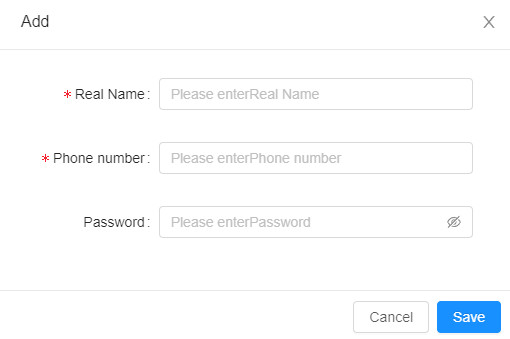 Add
* Real Name: Please enterReal Name
* Phone number: Please enterPhone number
Password: Please enterPassword
Cancel Save